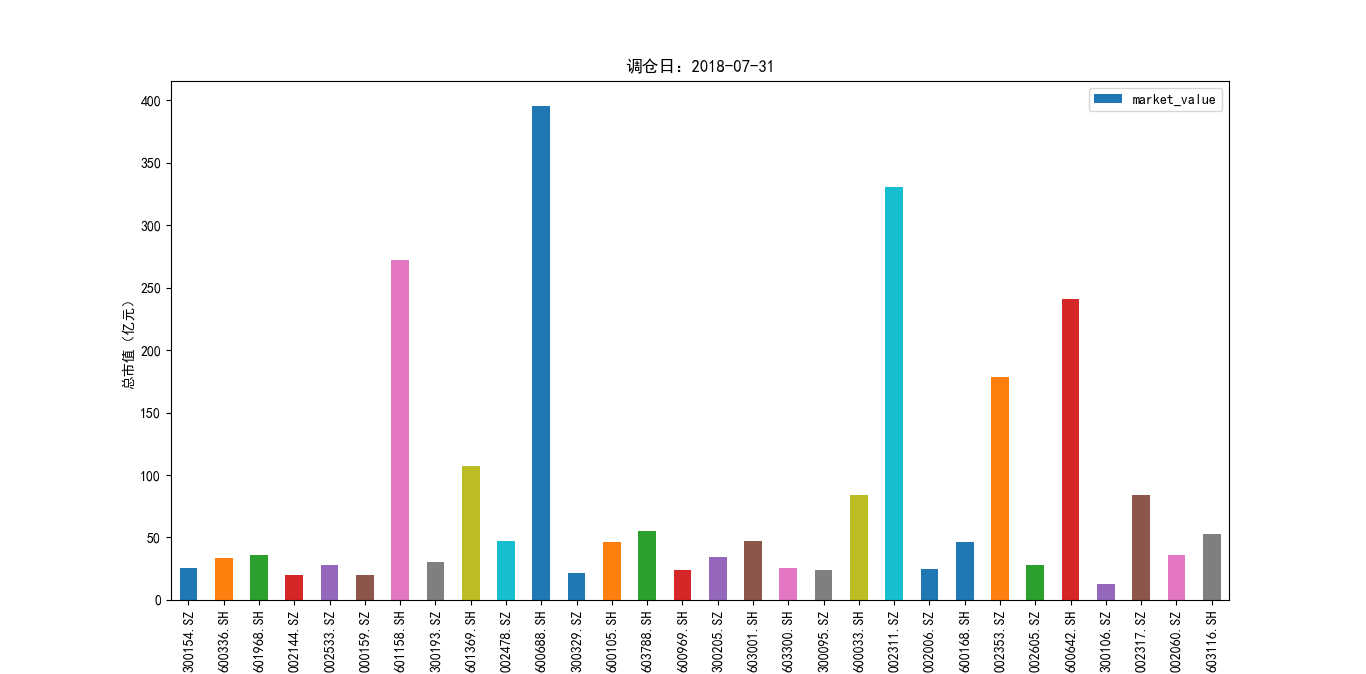 调仓日：2018-07-31
market_value
总市值（亿元）
400
350
300
250
200
150
100
50
0
300154.SZ
600336.SH
601968.SH
002144.SZ
002533.SZ
000159.SZ
601158.SH
300193.SZ
601369.SH
002478.SZ
600688.SH
300329.SZ
600105.SH
603788.SH
600969.SH
300205.SZ
603001.SH
603300.SH
300095.SZ
600033.SH
002311.SZ
002006.SZ
600168.SH
002353.SZ
002605.SZ
600642.SH
300106.SZ
002317.SZ
002060.SZ
603116.SH